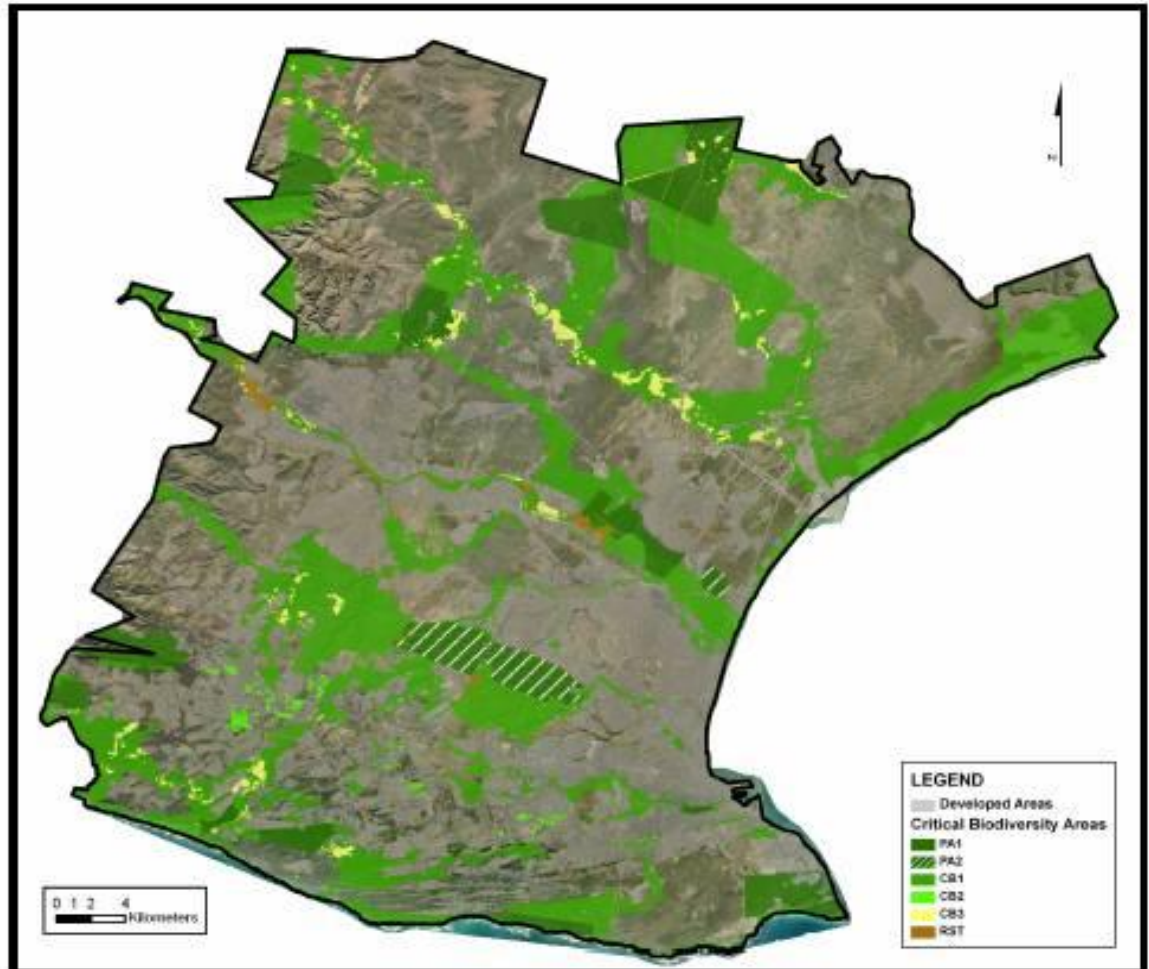 N
LEGEND
Developed Areas
Critical Biodiversity Areas
PA1
PA2
CB1
CB2
CB3
RST
0 1 2 4
Kilometers